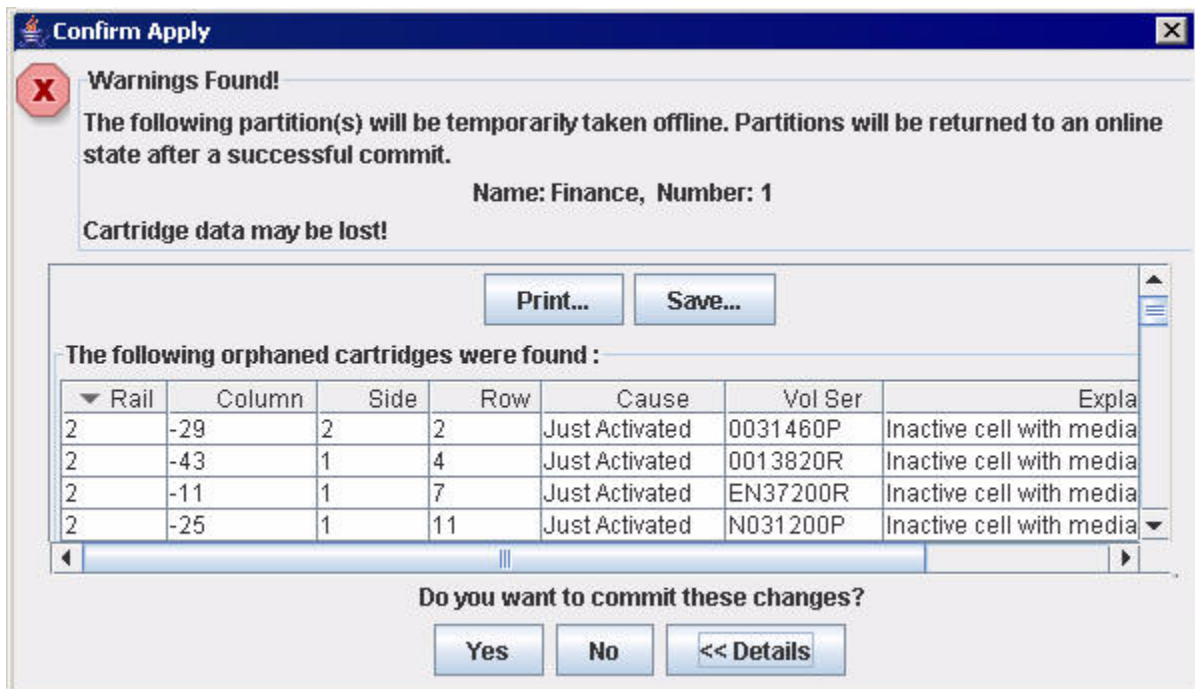 Confirm Apply
X
Warnings Found!
The following partition(s) will be temporarily taken offline. Partitions will be returned to an online
state after a successful commit.
Name: Finance, Number: 1
Cartridge data may be lost!
Print... Save...
The following orphaned cartridges were found :
Rail Column Side Row Cause Vol Ser Expla
2 -29 2 2 Just Activated 0031460P Inactive cell with media
2 -43 1 4 Just Activated 0013820R Inactive cell with media
2 -11 1 7 Just Activated EN37200R Inactive cell with media
2 -25 1 11 Just Activated N031200P Inactive cell with media
Do you want to commit these changes?
Yes No << Details